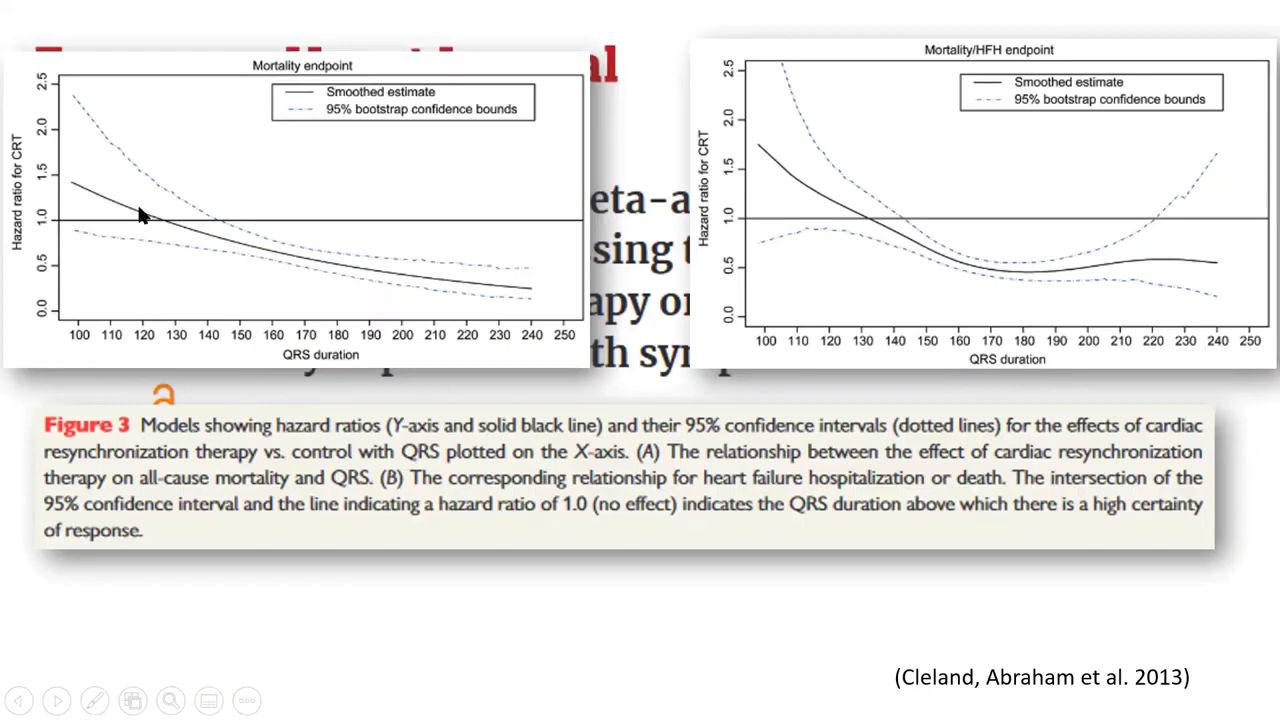 Mortality endpoint
Smoothed estimate
95% bootstrap confidence bounds
Hazard ratio for CRT
2.5
2.0
1.5
1.0
0.5
0.0
100 110 120 130 140 150 160 170 180 190 200 210 220 230 240 250
QRS duration
Mortality/HFH endpoint
Smoothed estimate
95% bootstrap confidence bounds
Hazard ratio for CRT
2.5
2.0
1.5
1.0
0.5
0.0
100 110 120 130 140 150 160 170 180 190 200 210 220 230 240 250
QRS duration
Figure 3 Models showing hazard ratios (Y-axis and solid black line) and their 95% confidence intervals (dotted lines) for the effects of cardiac
resynchronization therapy vs. control with QRS plotted on the X-axis. (A) The relationship between the effect of cardiac resynchronization
therapy on all-cause mortality and QRS. (B) The corresponding relationship for heart failure hospitalization or death. The intersection of the
95% confidence interval and the line indicating a hazard ratio of 1.0 (no effect) indicates the QRS duration above which there is a high certainty
of response.
(Cleland, Abraham et al. 2013)